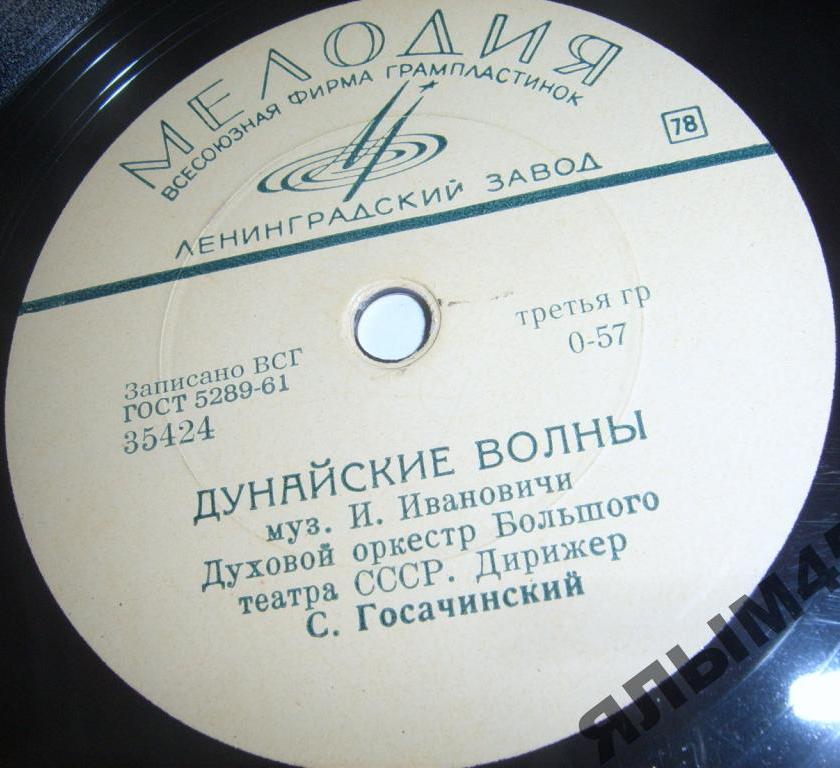 МЕЛОДИЯ
ВСЕСОЮЗНАЯ ФИРМА ГРАМПЛАСТИНОК
78
ЛЕНИНГРАДСКИЙ ЗАВОД
третья гр
0-57
Записано ВСГ
ГОСТ 5289-61
35424
ДУНАЙСКИЕ ВОЛНЫ
муз. И. Ивановичи
Духовой оркестр Большого
театра СССР. Дирижер
С. Госачинский